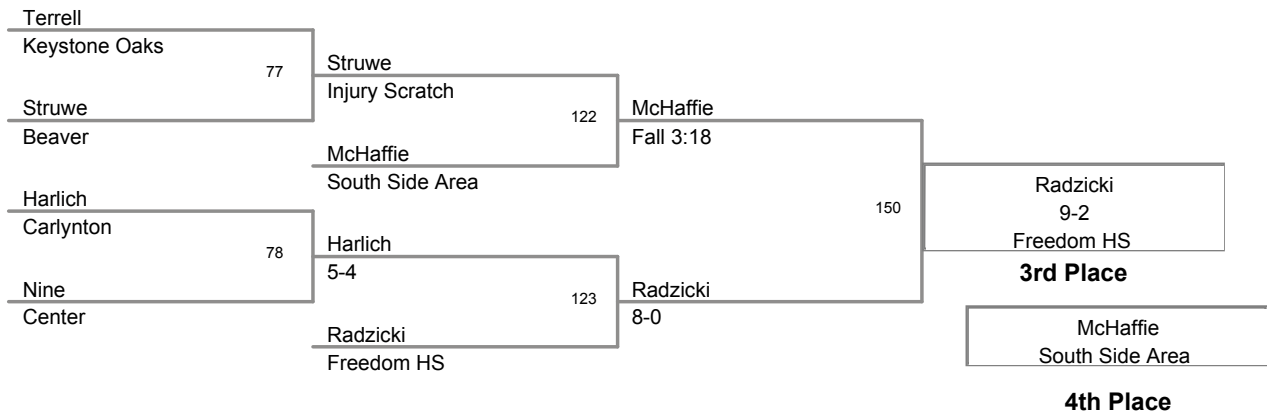 Terrell
Keystone Oaks
77
Struwe
Beaver
Struwe
Injury Scratch
122
McHaffie
South Side Area
McHaffie
Fall 3:18
Harlich
Carlynton
78
Nine
Center
Harlich
5-4
123
Radzicki
Freedom HS
Radzicki
8-0
150
Radzicki
9-2
Freedom HS
3rd Place
McHaffie
South Side Area
4th Place